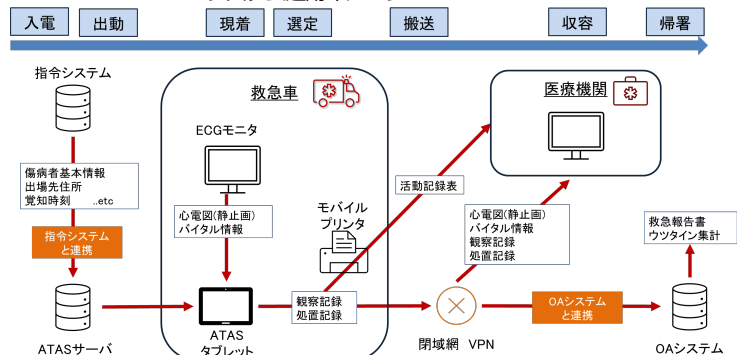 入電
出動
現着
選定
搬送
収容
帰署
指令システム
救急車
医療機関
ECGモニタ
傷病者基本情報
出場先住所
覚知時刻 ..etc
活動記録表
心電図(静止画)
バイタル情報
モバイル
プリンタ
心電図(静止画)
バイタル情報
観察記録
処置記録
救急報告書
ウツタイン集計
指令システム
と連携
観察記録
処置記録
OAシステム
と連携
ATASサーバ
ATAS
タブレット
閉域網 VPN
OAシステム